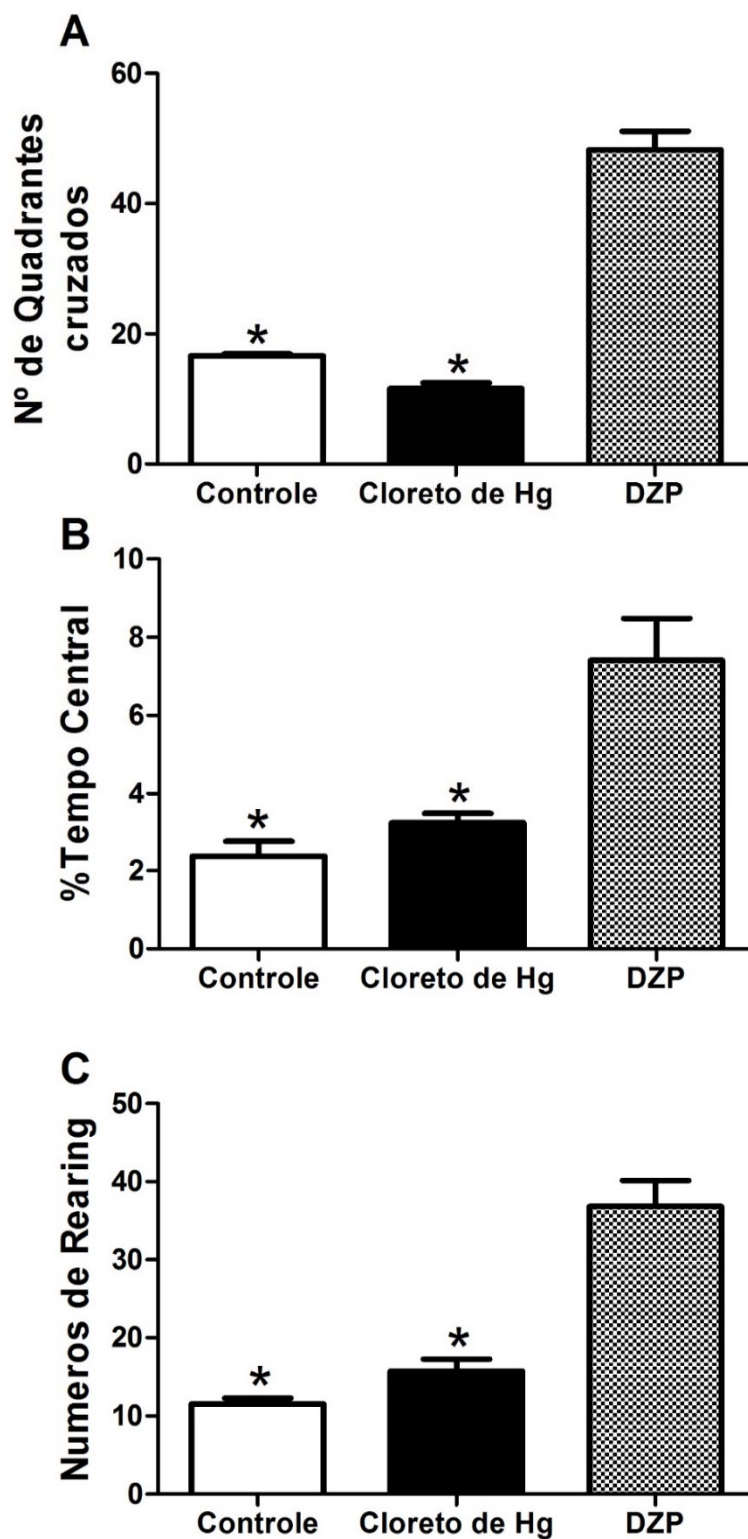 A
Nº de Quadrantes
cruzados
60
40
20
0
*
*
Controle
Cloreto de Hg
DZP
B
%Tempo Central
10
8
6
4
2
0
*
*
Controle
Cloreto de Hg
DZP
C
Numeros de Rearing
50
40
30
20
10
0
*
*
Controle
Cloreto de Hg
DZP